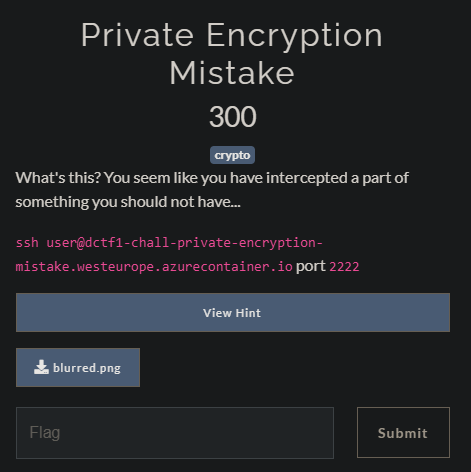 Private Encryption
Mistake
300
crypto
What's this? You seem like you have intercepted a part of
something you should not have...
ssh user@dctf1-chall-private-encryption-
mistake.westeurope.azurecontainer.io port 2222
View Hint
blurred.png
Flag
Submit